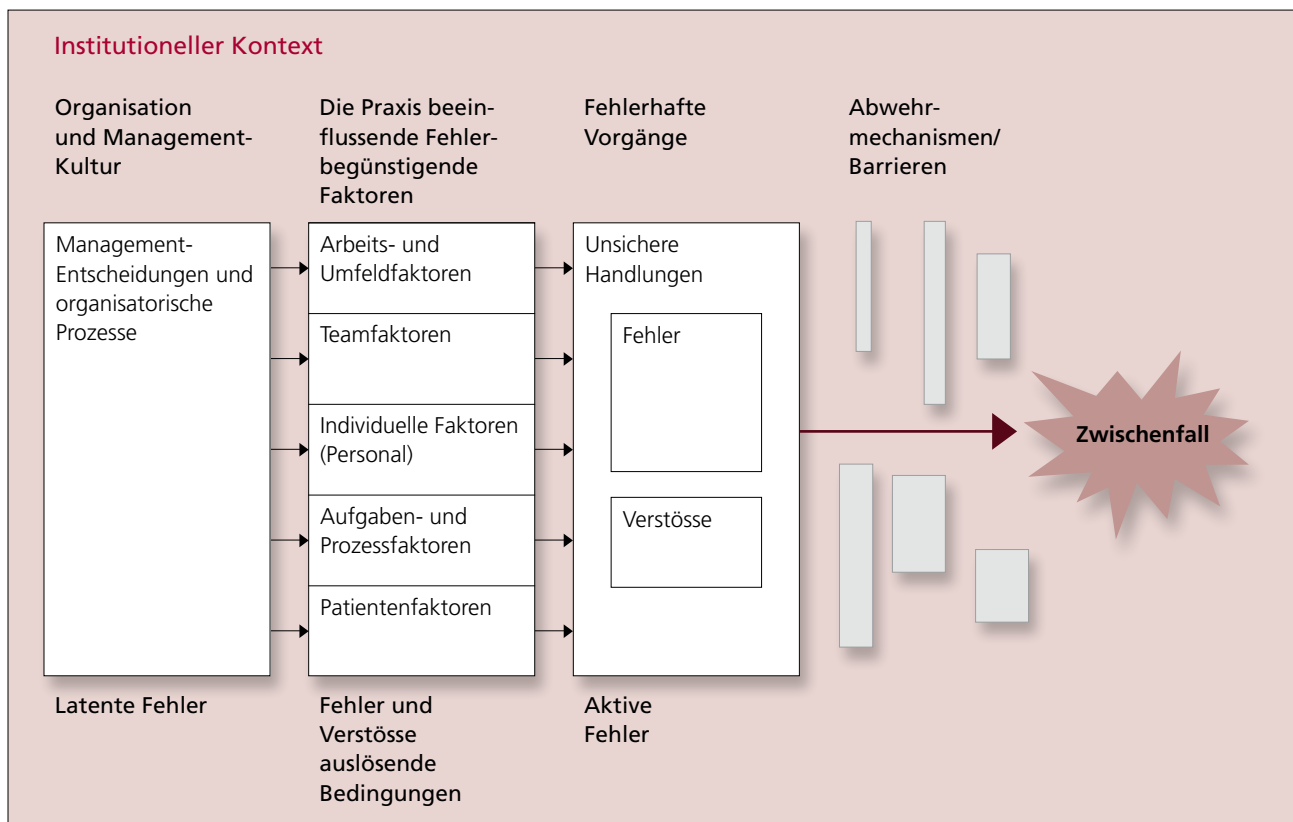 Institutioneller Kontext
Organisation
und Management-
Kultur
Die Praxis beein-
flussende Fehler-
begünstigende
Faktoren
Fehlerhafte
Vorgänge
Abwehr-
mechanismen/
Barrieren
Management-
Entscheidungen und
organisatorische
Prozesse
Arbeits- und
Umfeldfaktoren
Teamfaktoren
Individuelle Faktoren
(Personal)
Aufgaben- und
Prozessfaktoren
Patientenfaktoren
Unsichere
Handlungen
Fehler
Verstösse
Zwischenfall
Latente Fehler
Fehler und
Verstösse
auslösende
Bedingungen
Aktive
Fehler